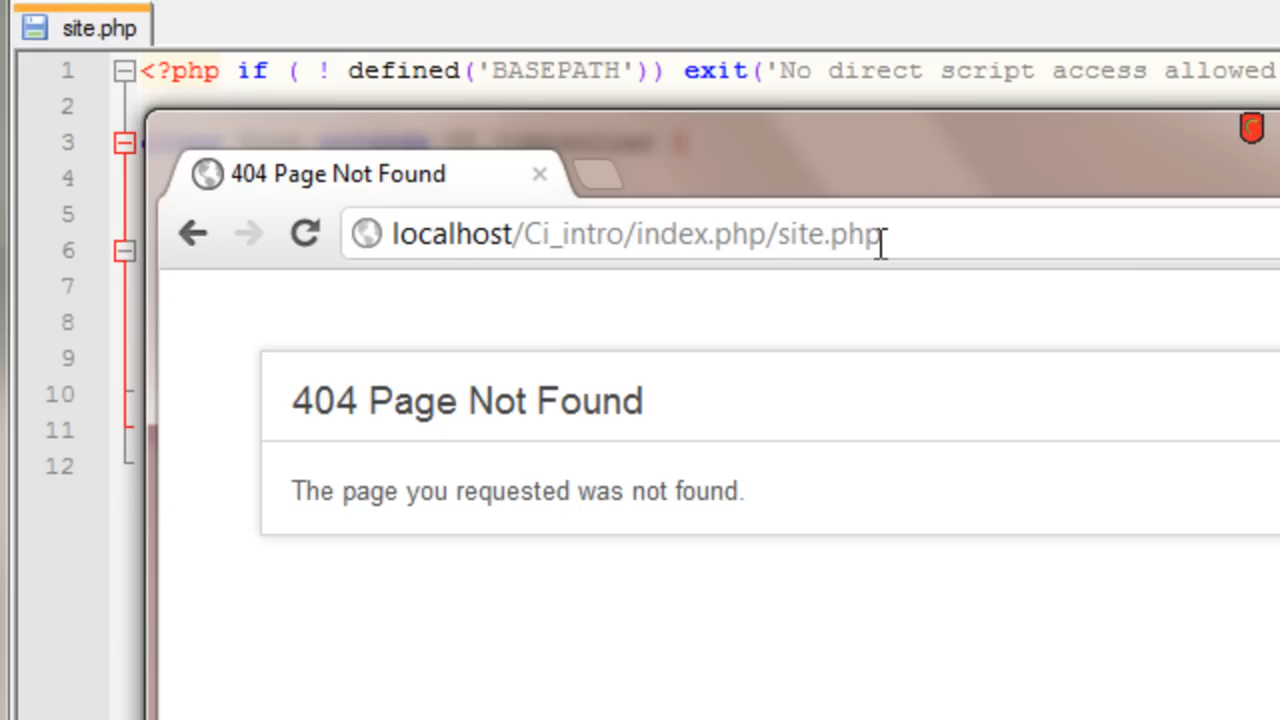 site.php
1 <?php if ( ! defined('BASEPATH')) exit('No direct script access allowed
2
3
4
5
6
7
8
9
10
11
12
404 Page Not Found
localhost/Ci_intro/index.php/site.php
404 Page Not Found
The page you requested was not found.